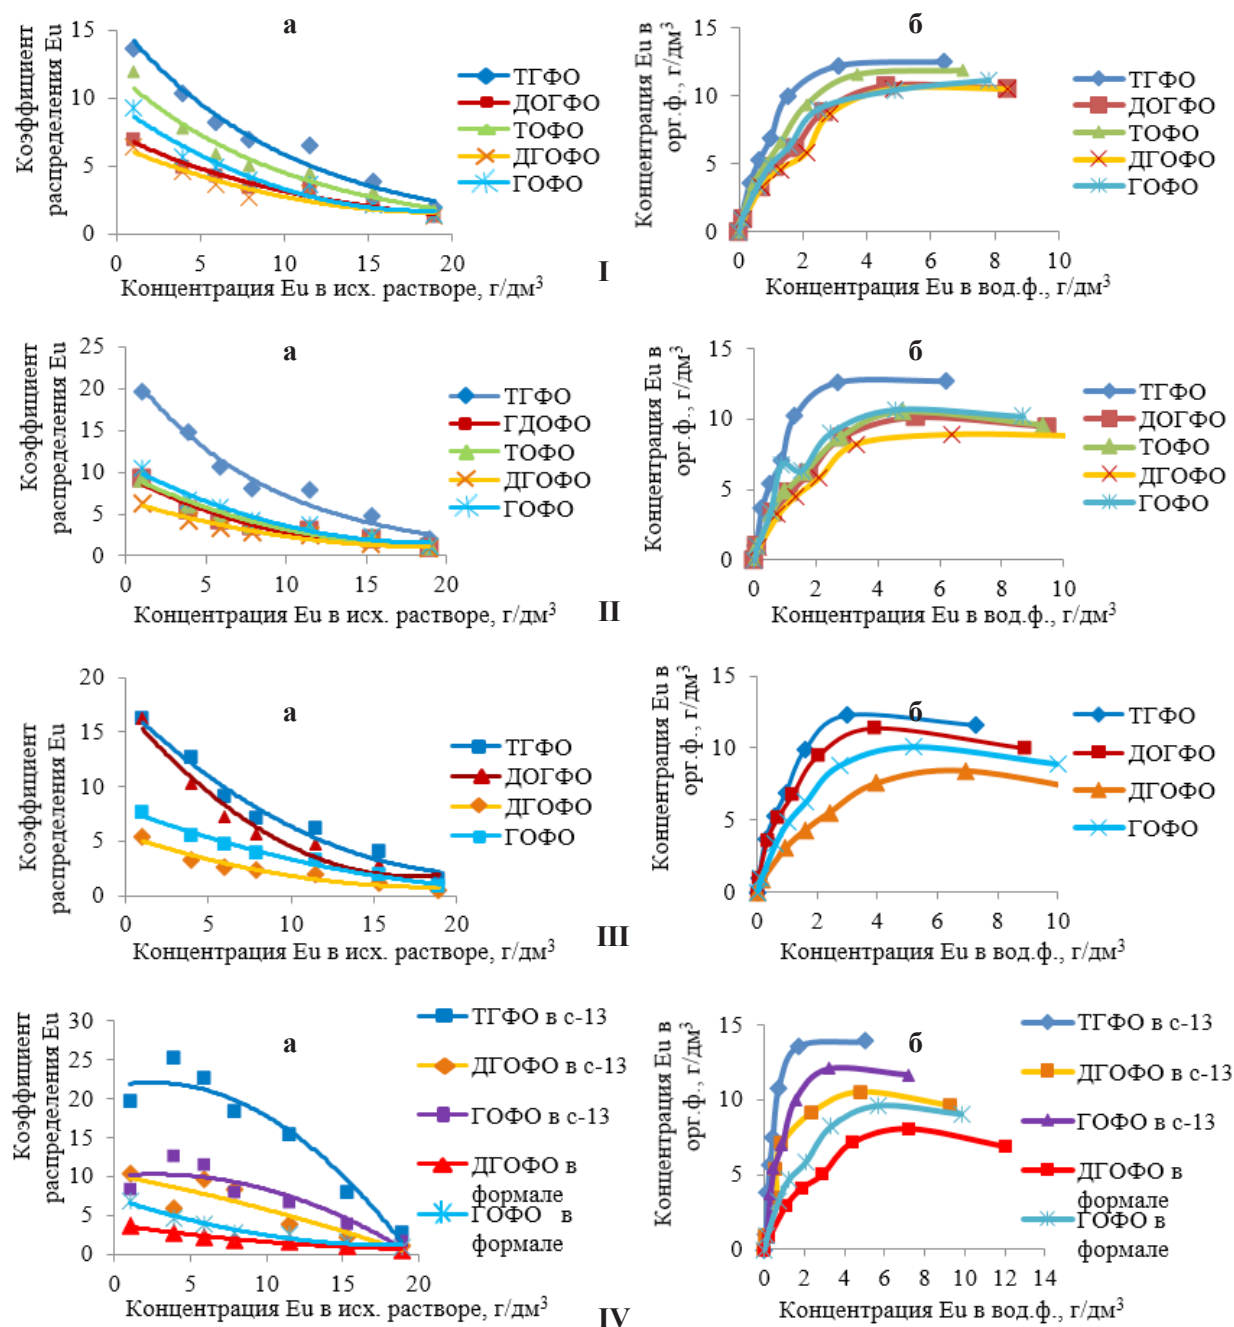 а
Коэффициент
распределения Eu
15
10
5
0
0
5
10
15
20
Концентрация Eu в исх. растворе, г/дм³
ТГФО
ДОГФО
ТОФО
ДГОФО
ГОФО
I
б
Концентрация Eu в
орг.ф., г/дм³
15
10
5
0
0
2
4
6
8
10
Концентрация Eu в вод.ф., г/дм³
ТГФО
ДОГФО
ТОФО
ДГОФО
ГОФО
а
Коэффициент
распределения Eu
25
20
15
10
5
0
0
5
10
15
20
Концентрация Eu в исх. растворе, г/дм³
ТГФО
ГДОФО
ТОФО
ДГОФО
ГОФО
II
б
Концентрация Eu в
орг.ф., г/дм³
15
10
5
0
0
2
4
6
8
10
Концентрация Eu в вод.ф., г/дм³
ТГФО
ДОГФО
ТОФО
ДГОФО
ГОФО
а
Коэффициент
распределения Eu
20
15
10
5
0
0
5
10
15
20
Концентрация Eu в исх. растворе, г/дм³
ТГФО
ДОГФО
ДГОФО
ГОФО
III
б
Концентрация Eu в
орг.ф., г/дм³
15
10
5
0
0
2
4
6
8
10
Концентрация Eu в вод.ф., г/дм³
ТГФО
ДОГФО
ДГОФО
ГОФО
а
Коэффициент
распределения Eu
30
25
20
15
10
5
0
0
5
10
15
20
Концентрация Eu в исх. растворе, г/дм³
ТГФО в с-13
ДГОФО в с-13
ГОФО в с-13
ДГОФО в
формале
ГОФО в
формале
IV
б
Концентрация Eu в
орг.ф., г/дм³
15
10
5
0
0
2
4
6
8
10
12
14
Концентрация Eu в вод.ф., г/дм³
ТГФО в с-13
ДГОФО в с-13
ГОФО в с-13
ДГОФО в
формале
ГОФО в
формале